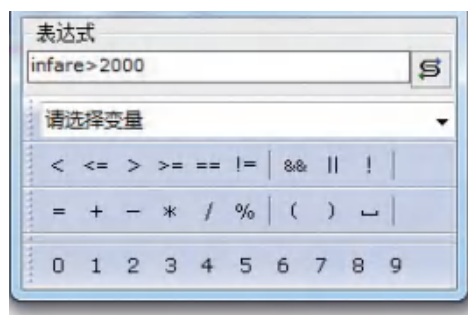 表达式
infare>2000
请选择变量
< <= > >= == != && || !
= + - * / % ( ) ⎵
0 1 2 3 4 5 6 7 8 9